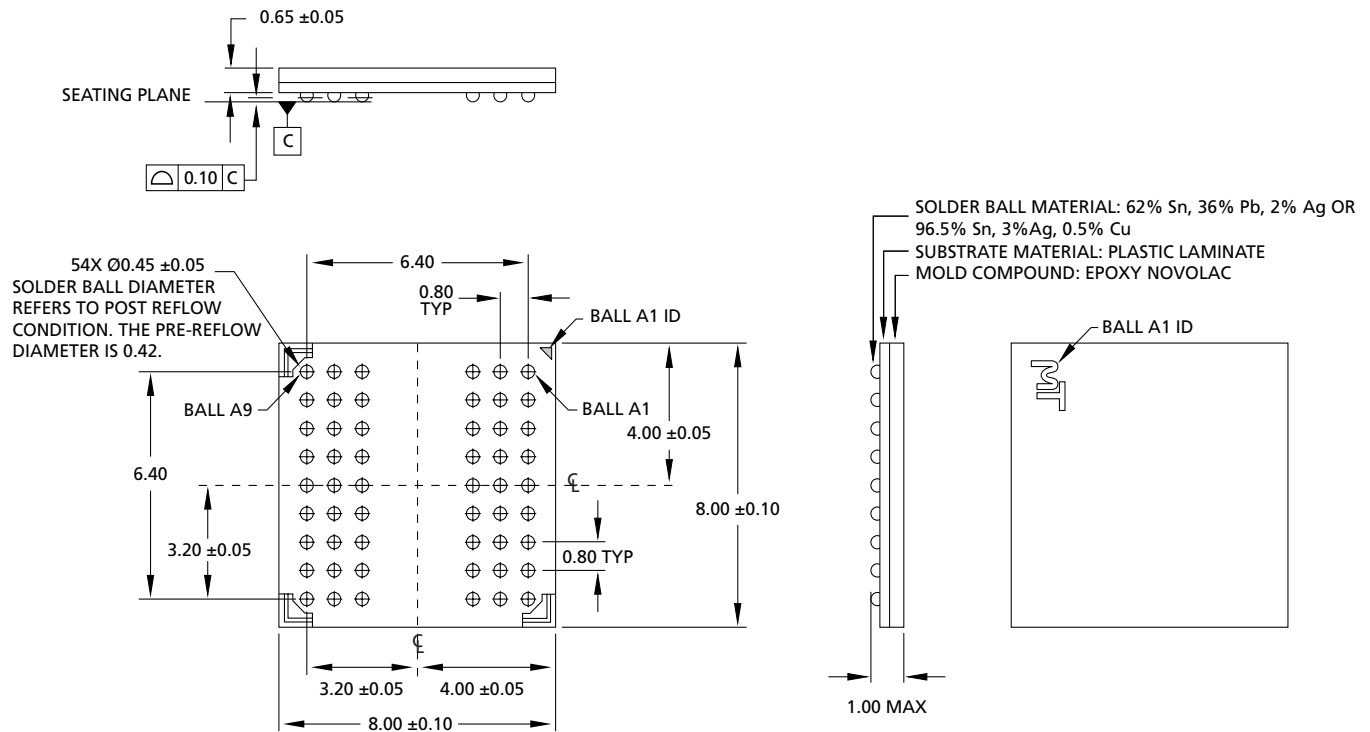 0.65 ±0.05
SEATING PLANE
C
0.10 C
SOLDER BALL MATERIAL: 62% Sn, 36% Pb, 2% Ag OR
96.5% Sn, 3%Ag, 0.5% Cu
SUBSTRATE MATERIAL: PLASTIC LAMINATE
MOLD COMPOUND: EPOXY NOVOLAC
54X Ø0.45 ±0.05
SOLDER BALL DIAMETER
REFERS TO POST REFLOW
CONDITION. THE PRE-REFLOW
DIAMETER IS 0.42.
6.40
0.80
TYP
BALL A1 ID
BALL A1 ID
BALL A9
BALL A1
4.00 ±0.05
6.40
℄
8.00 ±0.10
3.20 ±0.05
0.80 TYP
℄
3.20 ±0.05
4.00 ±0.05
8.00 ±0.10
1.00 MAX